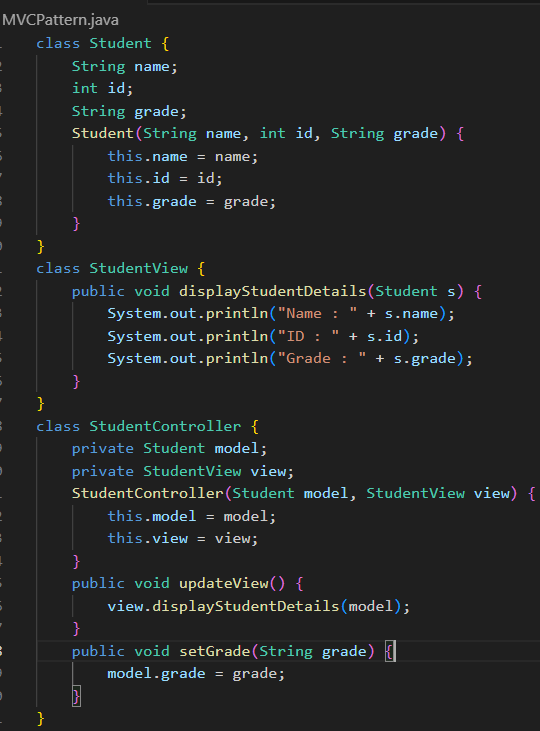 MVCPattern.java
class Student {
    String name;
    int id;
    String grade;
    Student(String name, int id, String grade) {
        this.name = name;
        this.id = id;
        this.grade = grade;
    }
}
class StudentView {
    public void displayStudentDetails(Student s) {
        System.out.println("Name : " + s.name);
        System.out.println("ID : " + s.id);
        System.out.println("Grade : " + s.grade);
    }
}
class StudentController {
    private Student model;
    private StudentView view;
    StudentController(Student model, StudentView view) {
        this.model = model;
        this.view = view;
    }
    public void updateView() {
        view.displayStudentDetails(model);
    }
    public void setGrade(String grade) {
        model.grade = grade;
    }
}